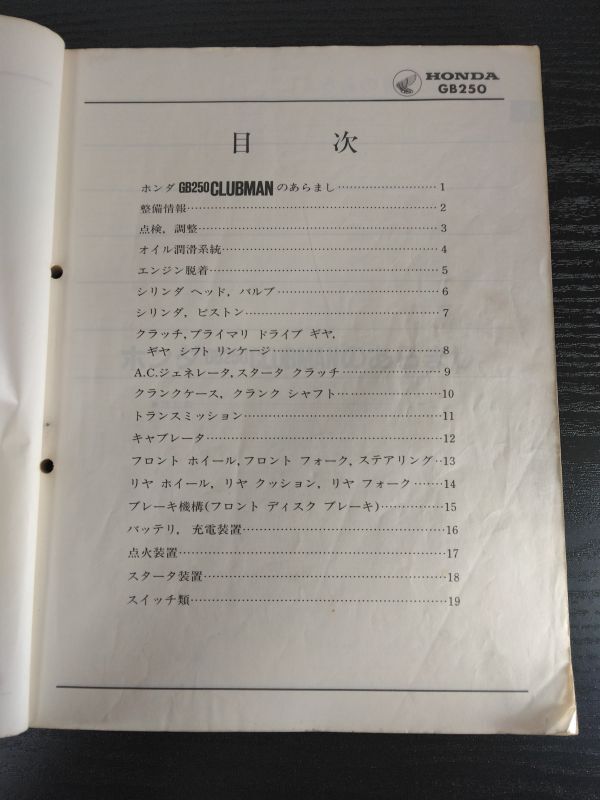 HONDA
GB250
目 次
ホンダ GB250 CLUBMAN のあらまし………………………1
整備情報………………………2
点検，調整………………………3
オイル潤滑系統………………………4
エンジン脱着………………………5
シリンダ ヘッド，バルブ………………………6
シリンダ，ピストン………………………7
クラッチ，プライマリ ドライブ ギヤ，
ギヤ シフト リンケージ………………………8
A.C.ジェネレータ，スタータ クラッチ………………………9
クランクケース，クランク シャフト………………………10
トランスミッション………………………11
キャブレータ………………………12
フロント ホイール，フロント フォーク，ステアリング‥13
リヤ ホイール，リヤ クッション，リヤ フォーク……14
ブレーキ機構(フロント ディスク ブレーキ)……………15
バッテリ，充電装置………………………16
点火装置………………………17
スタータ装置………………………18
スイッチ類………………………19